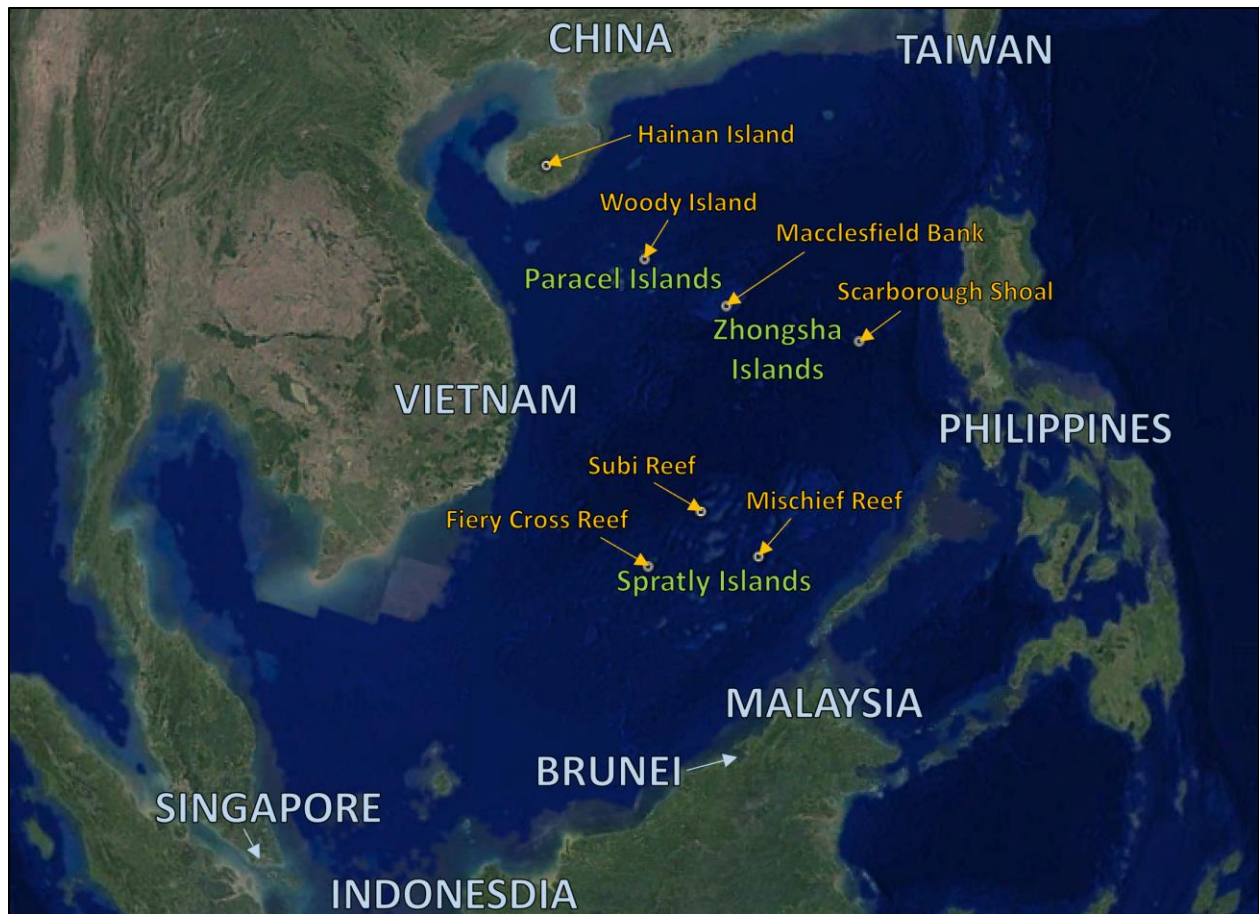 CHINA
TAIWAN
Hainan Island
Woody Island
Macclesfield Bank
Paracel Islands
Scarborough Shoal
Zhongsha
Islands
VIETNAM
PHILIPPINES
Subi Reef
Mischief Reef
Fiery Cross Reef
Spratly Islands
MALAYSIA
BRUNEI
SINGAPORE
INDONESDIA